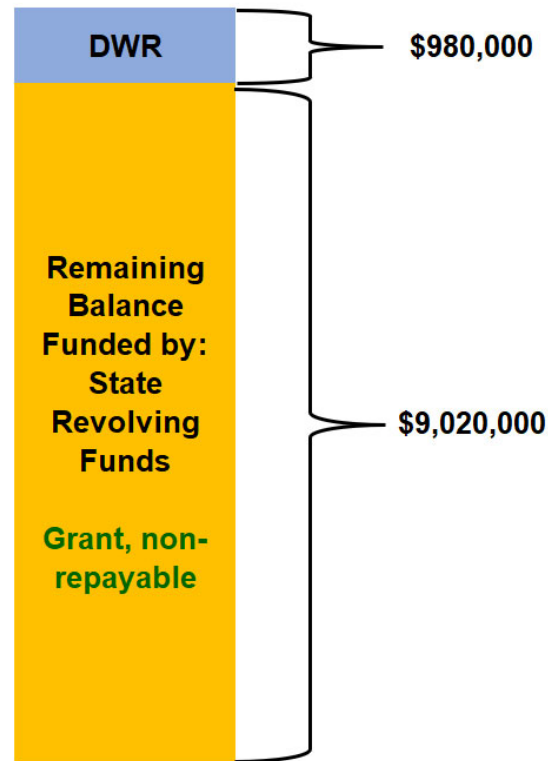 DWR
$980,000
Remaining
Balance
Funded by:
State
Revolving
Funds
$9,020,000
Grant, non-
repayable